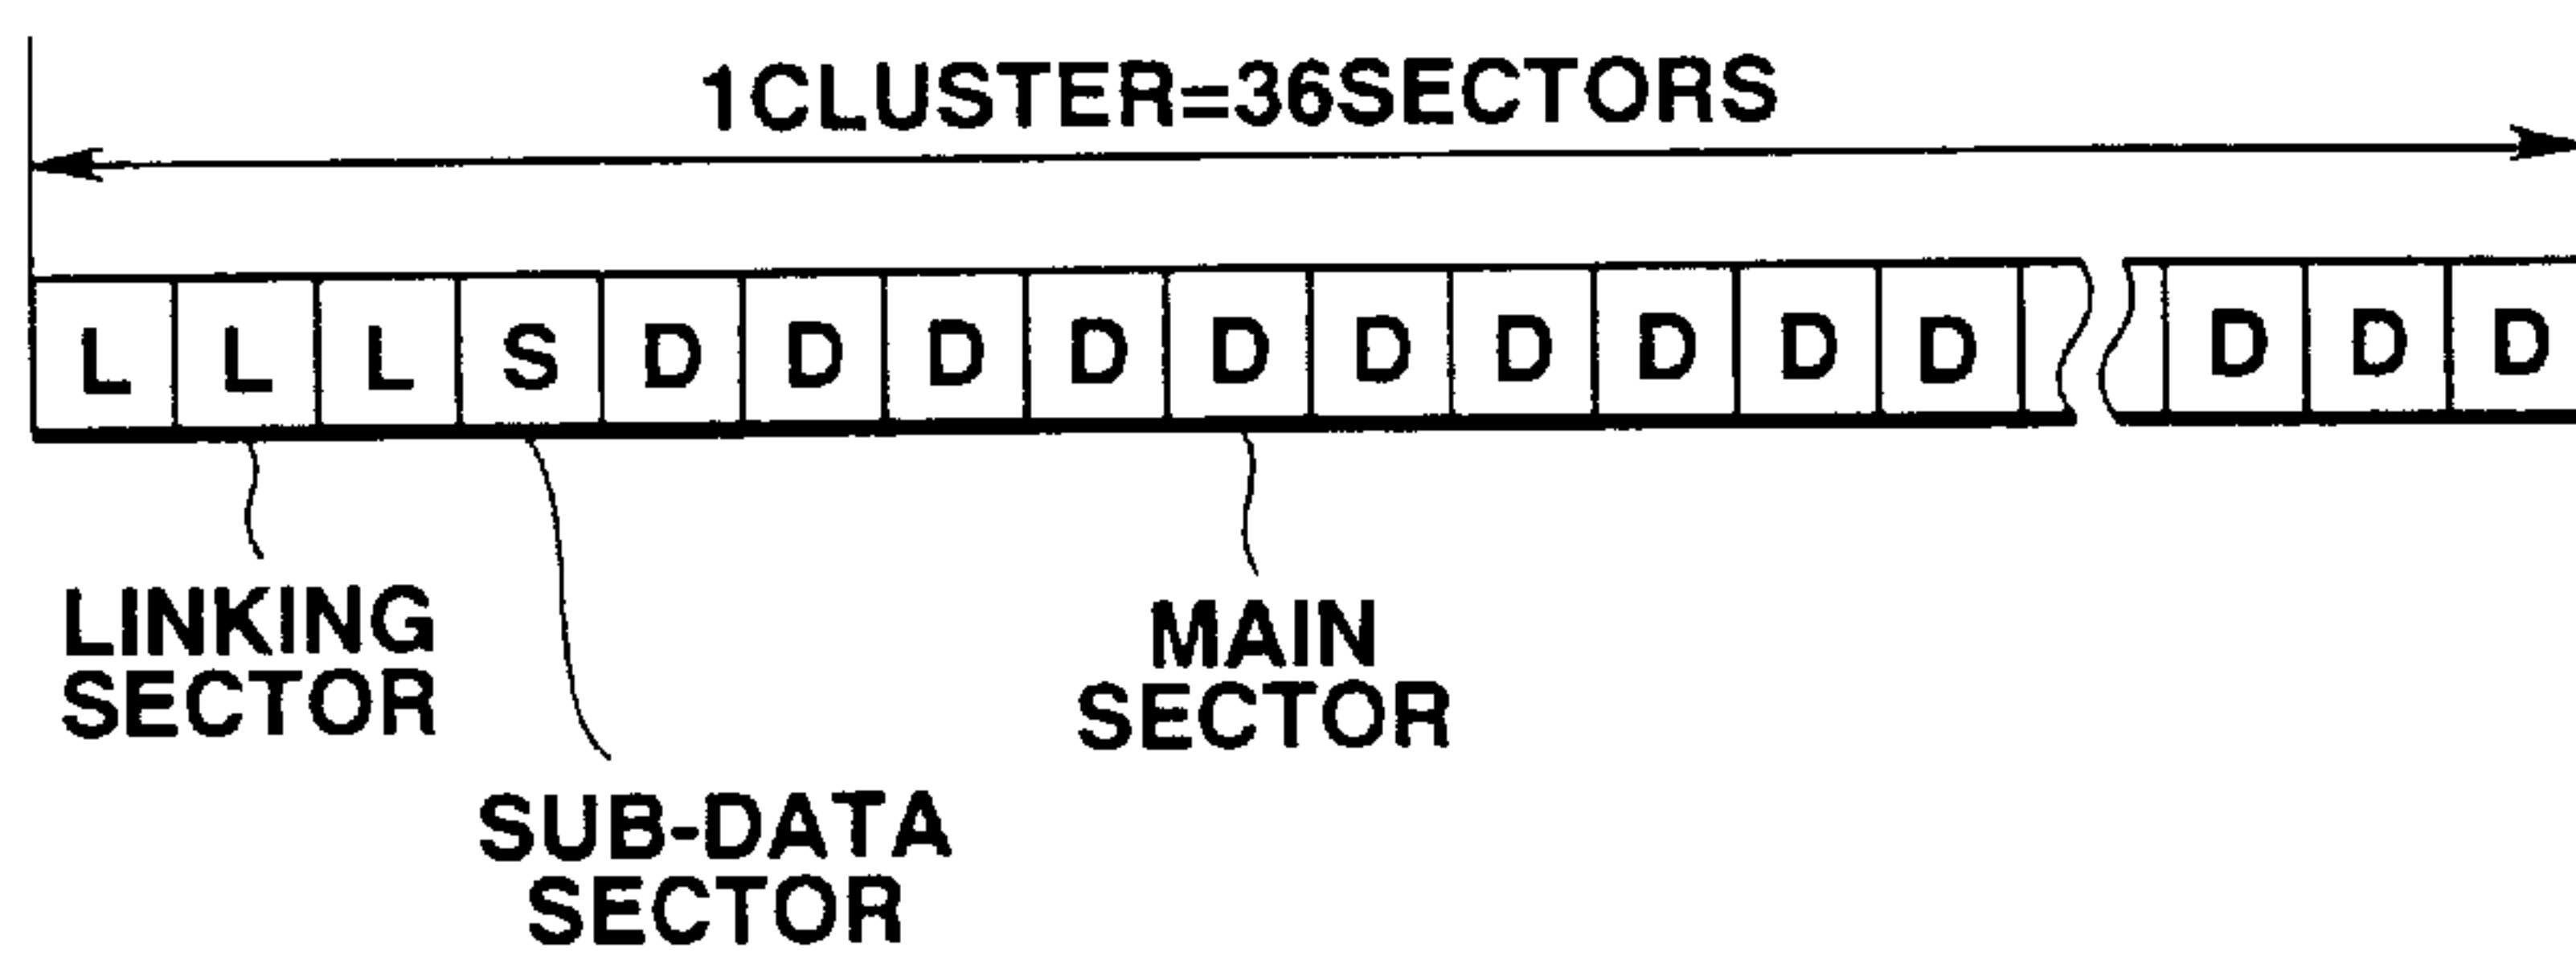 1CLUSTER=36SECTORS
L L L S D D D D D D D D D D D D D
LINKING
SECTOR
MAIN
SECTOR
SUB-DATA
SECTOR